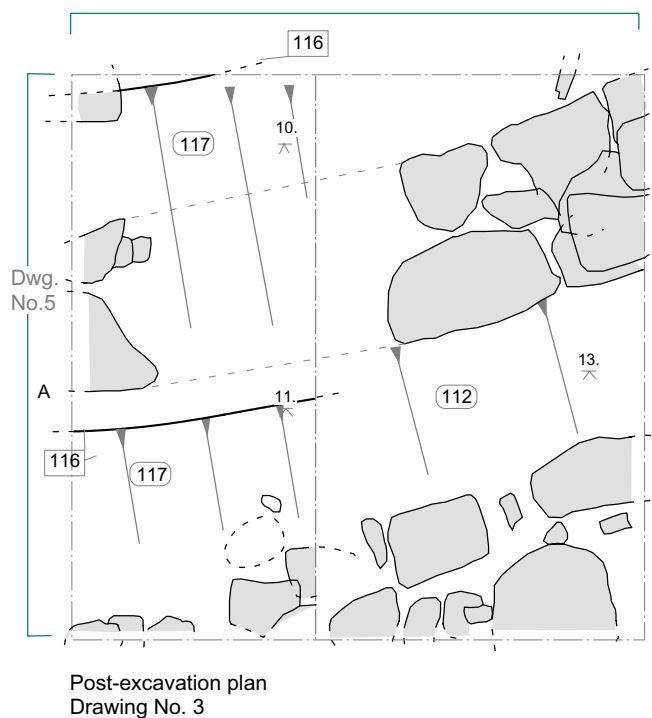 116
10.
117
Dwg.
No.5
13.
A
11.
112
116
117
Post-excavation plan
Drawing No. 3